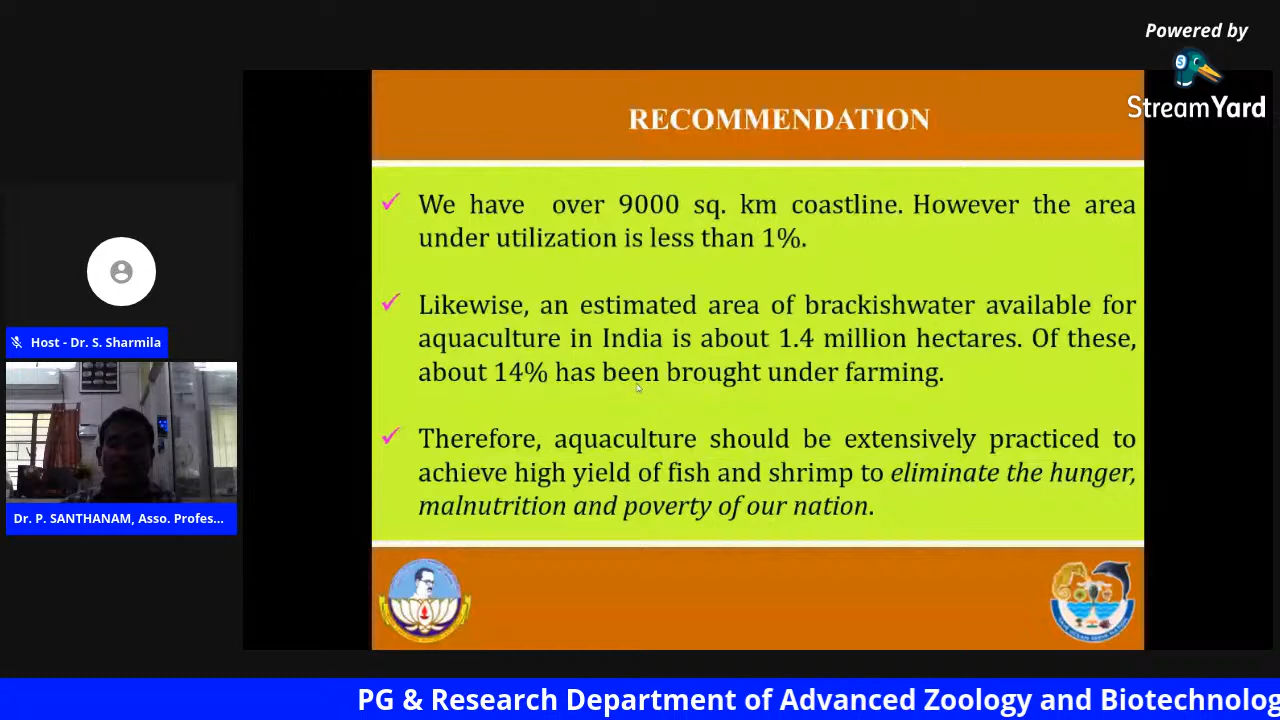 Powered by
StreamYard
RECOMMENDATION
We have over 9000 sq. km coastline. However the area
under utilization is less than 1%.
Likewise, an estimated area of brackishwater available for
aquaculture in India is about 1.4 million hectares. Of these,
about 14% has been brought under farming.
Therefore, aquaculture should be extensively practiced to
achieve high yield of fish and shrimp to eliminate the hunger,
malnutrition and poverty of our nation.
Host - Dr. S. Sharmila
Dr. P. SANTHANAM, Asso. Profes...
PG & Research Department of Advanced Zoology and Biotechnolog